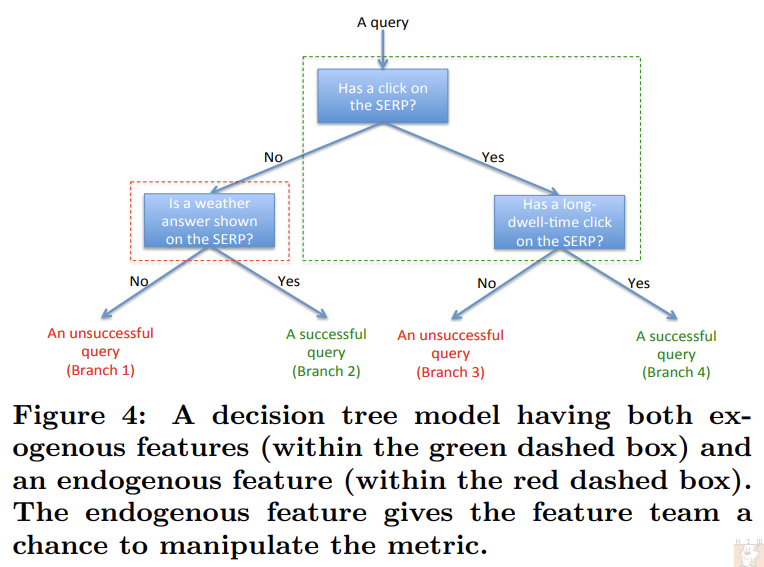 A query
Has a click on
the SERP?
No
Yes
Is a weather
answer shown
on the SERP?
Has a long-
dwell-time click
on the SERP?
No
Yes
No
Yes
An unsuccessful
query
(Branch 1)
A successful
query
(Branch 2)
An unsuccessful
query
(Branch 3)
A successful
query
(Branch 4)
Figure 4: A decision tree model having both ex-
ogenous features (within the green dashed box) and
an endogenous feature (within the red dashed box).
The endogenous feature gives the feature team a
chance to manipulate the metric.